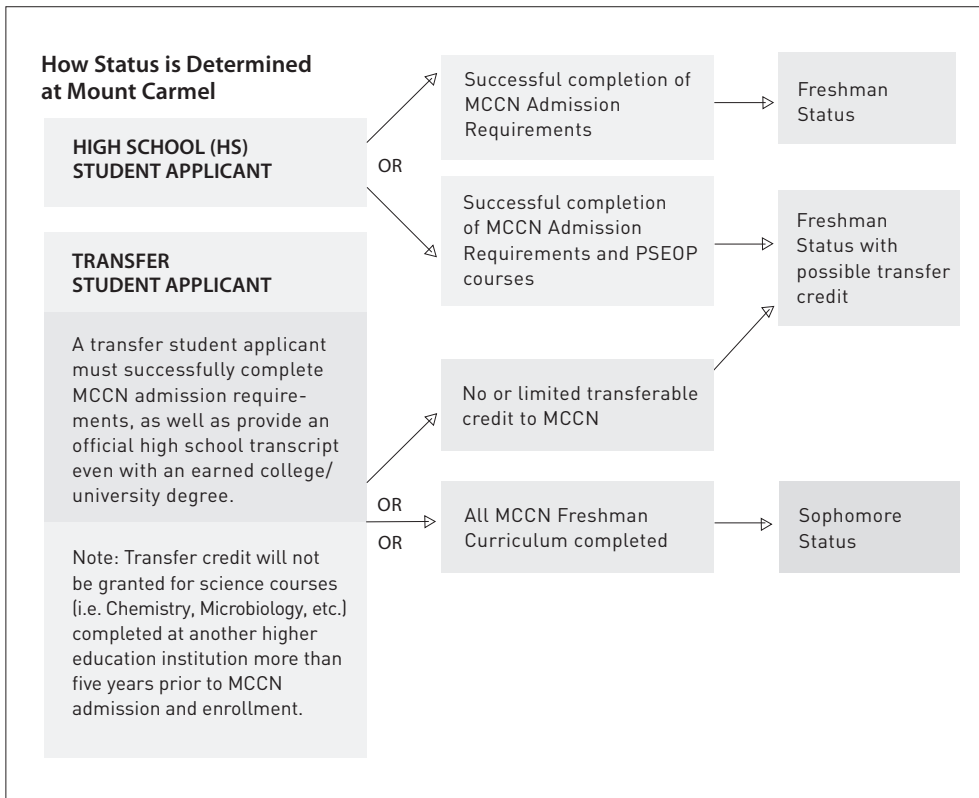 How Status is Determined
at Mount Carmel
HIGH SCHOOL (HS)
STUDENT APPLICANT
OR
Successful completion of
MCCN Admission
Requirements
Freshman
Status
Successful completion
of MCCN Admission
Requirements and PSEOP
courses
Freshman
Status with
possible transfer
credit
TRANSFER
STUDENT APPLICANT
A transfer student applicant
must successfully complete
MCCN admission require-
ments, as well as provide an
official high school transcript
even with an earned college/
university degree.
Note: Transfer credit will not
be granted for science courses
(i.e. Chemistry, Microbiology, etc.)
completed at another higher
education institution more than
five years prior to MCCN
admission and enrollment.
No or limited transferable
credit to MCCN
OR
OR
All MCCN Freshman
Curriculum completed
Sophomore
Status